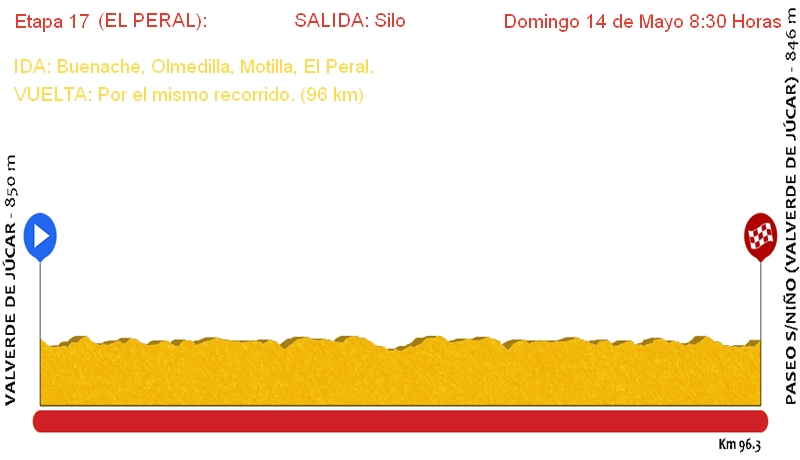 Etapa 17 (EL PERAL): SALIDA: Silo Domingo 14 de Mayo 8:30 Horas
IDA: Buenache, Olmedilla, Motilla, El Peral.
VUELTA: Por el mismo recorrido. (96 km)
VALVERDE DE JÚCAR - 850 m
PASEO S/NIÑO (VALVERDE DE JÚCAR) - 846 m
Km 96.3